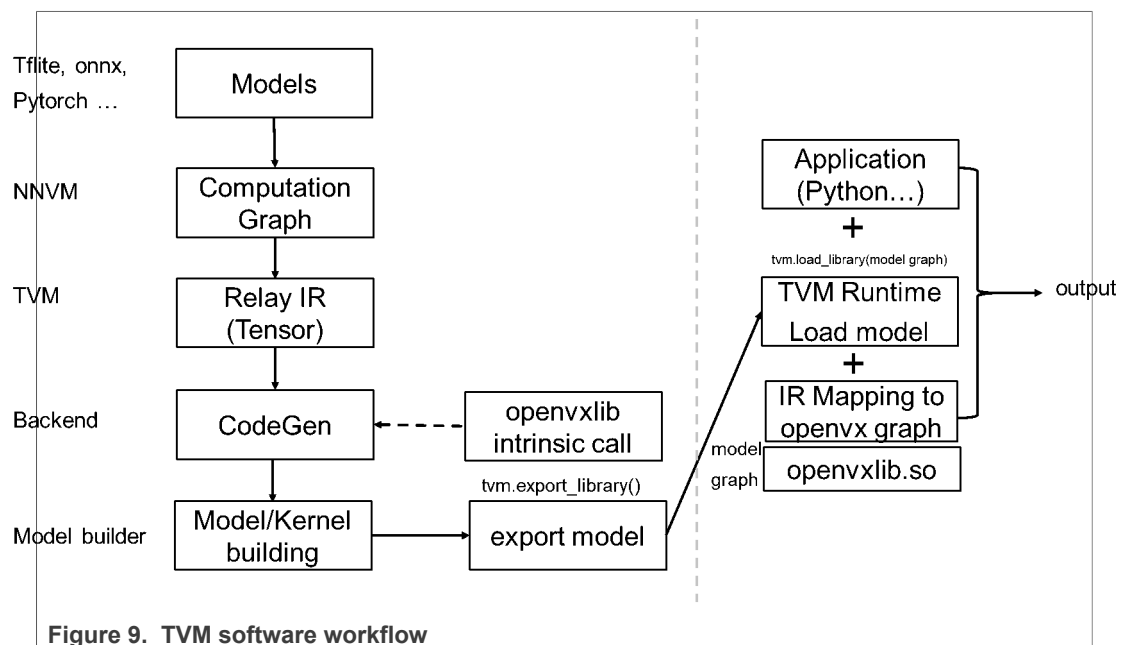 Tflite, onnx,
Pytorch …
Models
NNVM
Computation
Graph
TVM
Relay IR
(Tensor)
Backend
CodeGen
openvxlib
intrinsic call
tvm.export_library()
Model builder
Model/Kernel
building
export model
Application
(Python…)
+
tvm.load_library(model graph)
TVM Runtime
Load model
+
IR Mapping to
openvx graph
model
graph
openvxlib.so
output
Figure 9. TVM software workflow